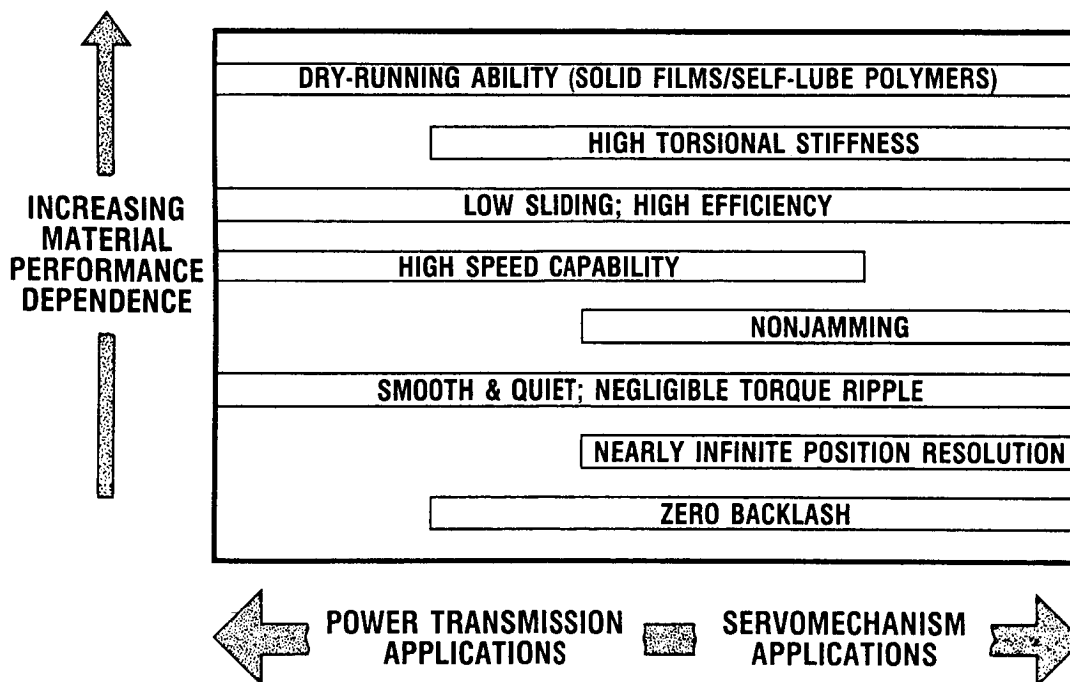 DRY-RUNNING ABILITY (SOLID FILMS/SELF-LUBE POLYMERS)
HIGH TORSIONAL STIFFNESS
LOW SLIDING; HIGH EFFICIENCY
HIGH SPEED CAPABILITY
NONJAMMING
SMOOTH & QUIET; NEGLIGIBLE TORQUE RIPPLE
NEARLY INFINITE POSITION RESOLUTION
ZERO BACKLASH
INCREASING
MATERIAL
PERFORMANCE
DEPENDENCE
POWER TRANSMISSION
APPLICATIONS
SERVOMECHANISM
APPLICATIONS